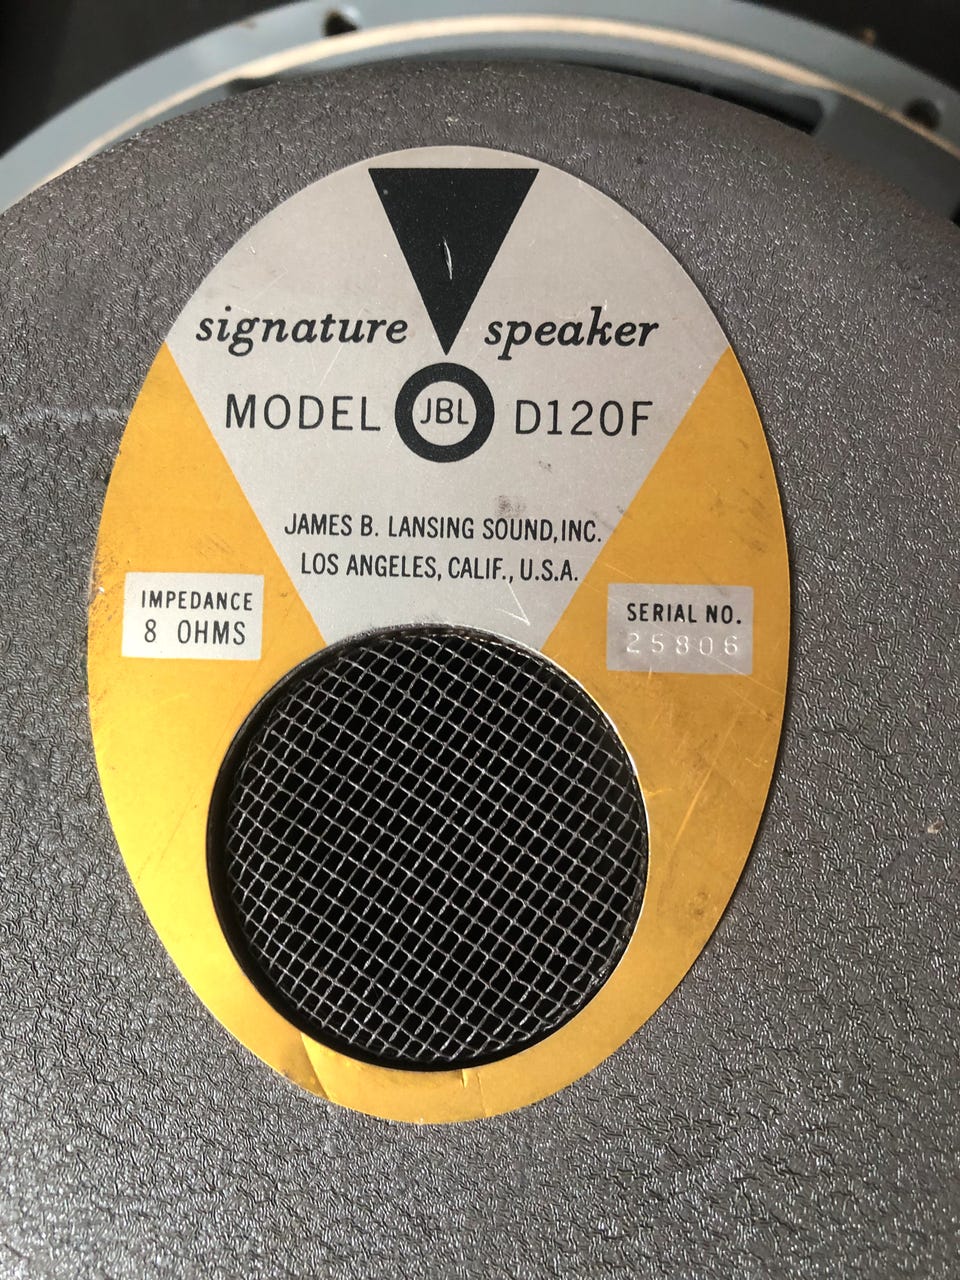 signature speaker
MODEL JBL D120F
JAMES B. LANSING SOUND, INC.
LOS ANGELES, CALIF., U.S.A.
IMPEDANCE
8 OHMS
SERIAL NO.
25806